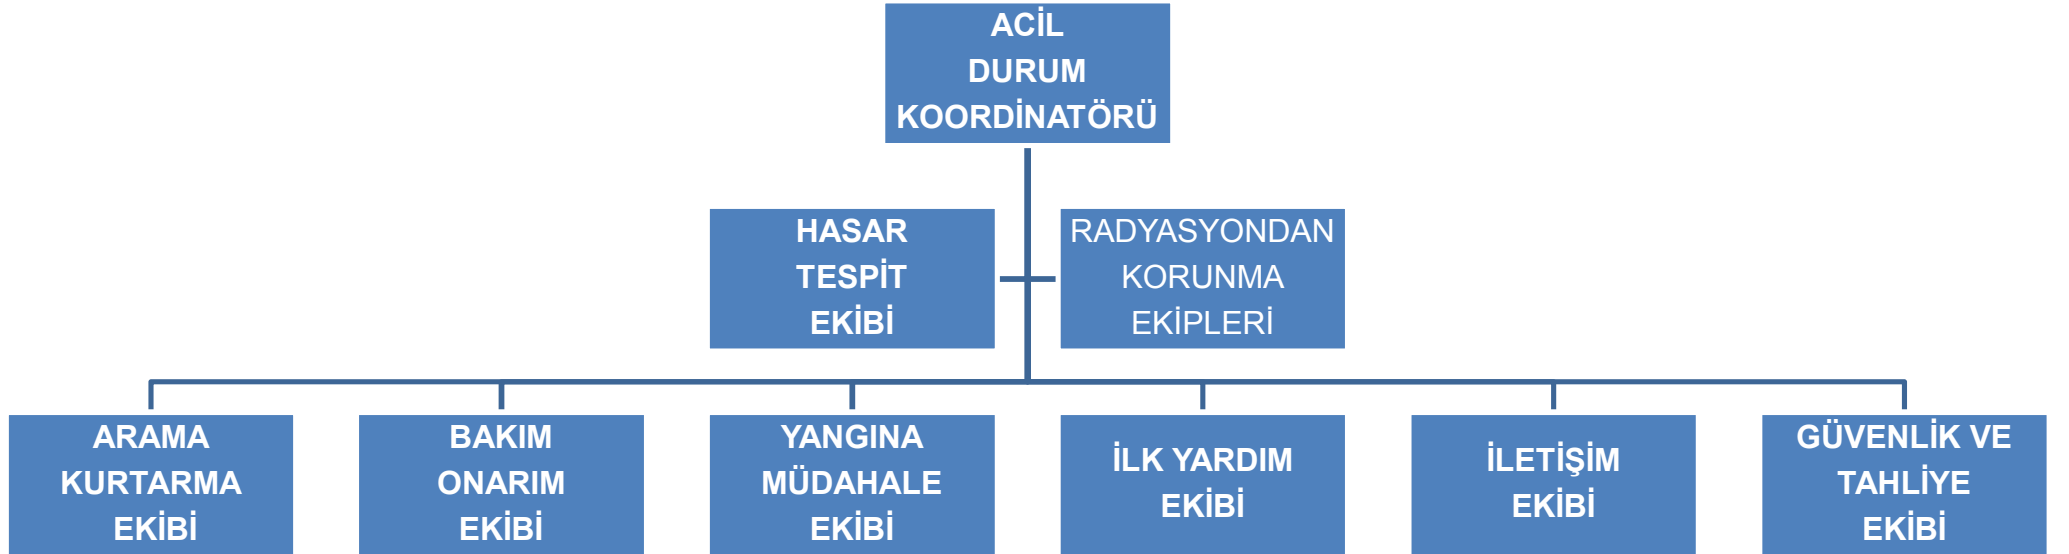 ACİL
DURUM
KOORDİNATÖRÜ
HASAR
TESPİT
EKİBİ
RADYASYONDAN
KORUNMA
EKİPLERİ
ARAMA
KURTARMA
EKİBİ
BAKIM
ONARIM
EKİBİ
YANGINA
MÜDAHALE
EKİBİ
İLK YARDIM
EKİBİ
İLETİŞİM
EKİBİ
GÜVENLİK VE
TAHLİYE
EKİBİ